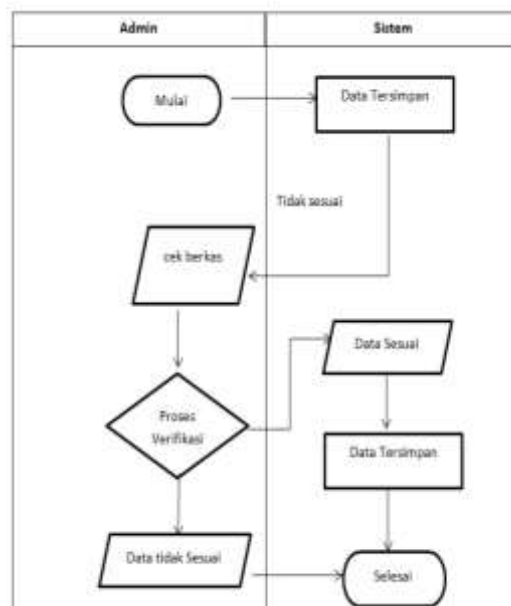 Admin
Sistem
Mulai
Data Tersimpan
Tidak sesuai
cek berkas
Data Sesuai
Proses
Verifikasi
Data Tersimpan
Data tidak Sesuai
Selesai